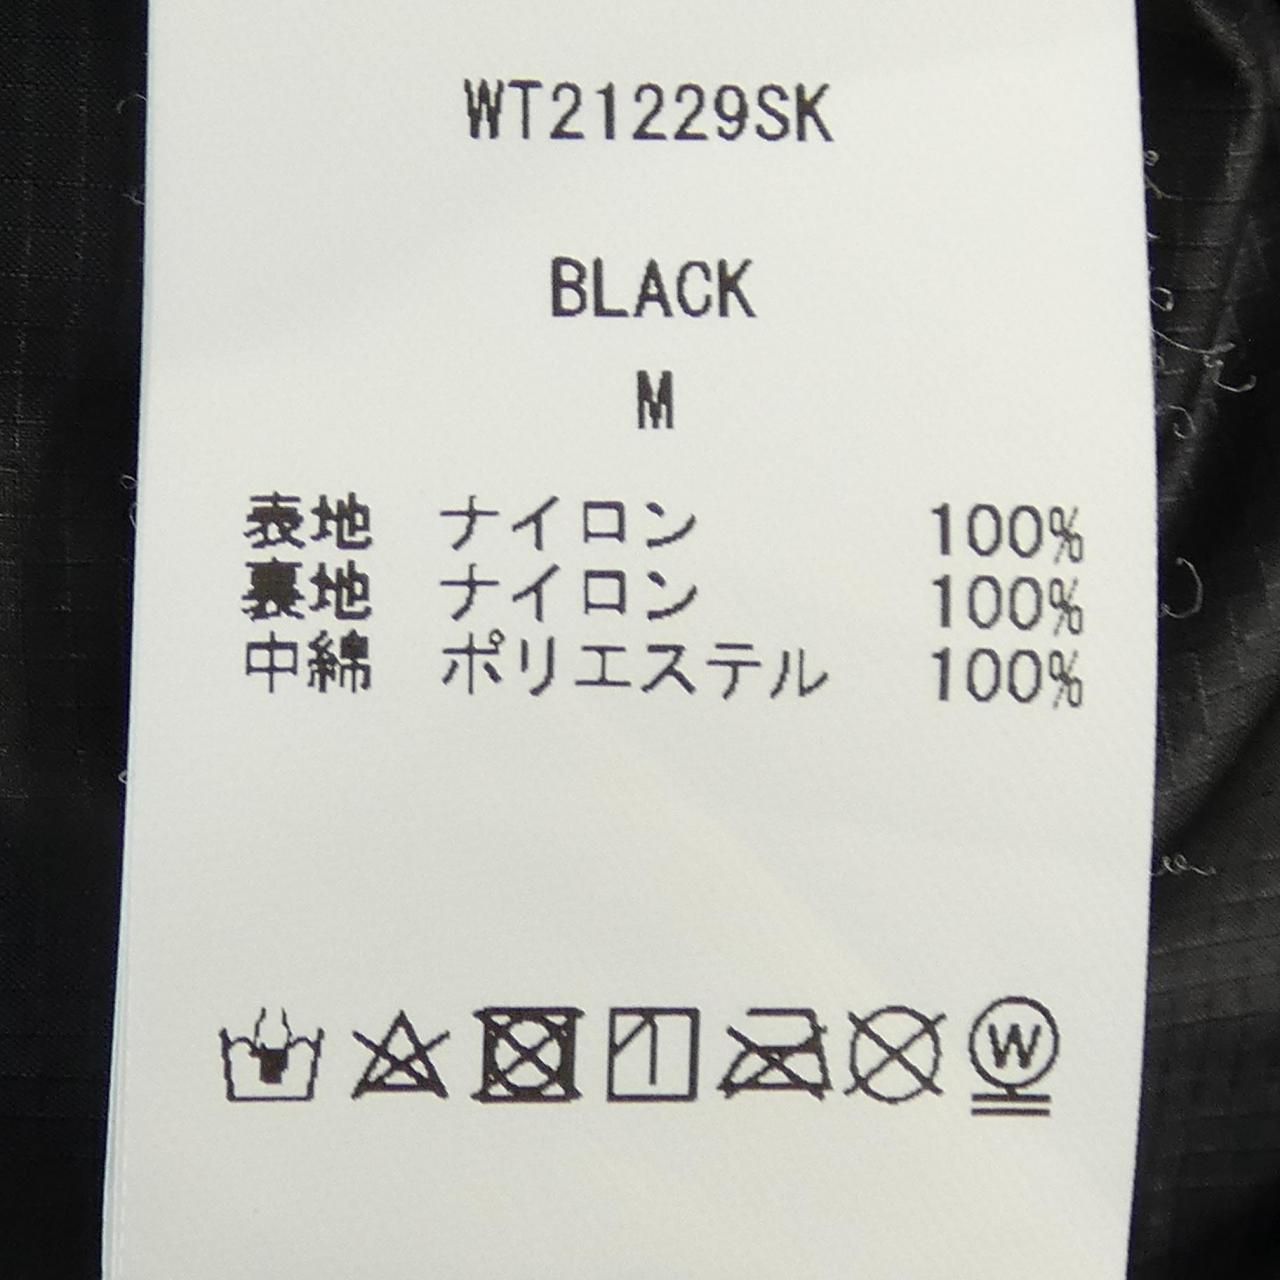 WT21229SK
BLACK
M
表地 ナイロン 100%
裏地 ナイロン 100%
中綿 ポリエステル 100%
W